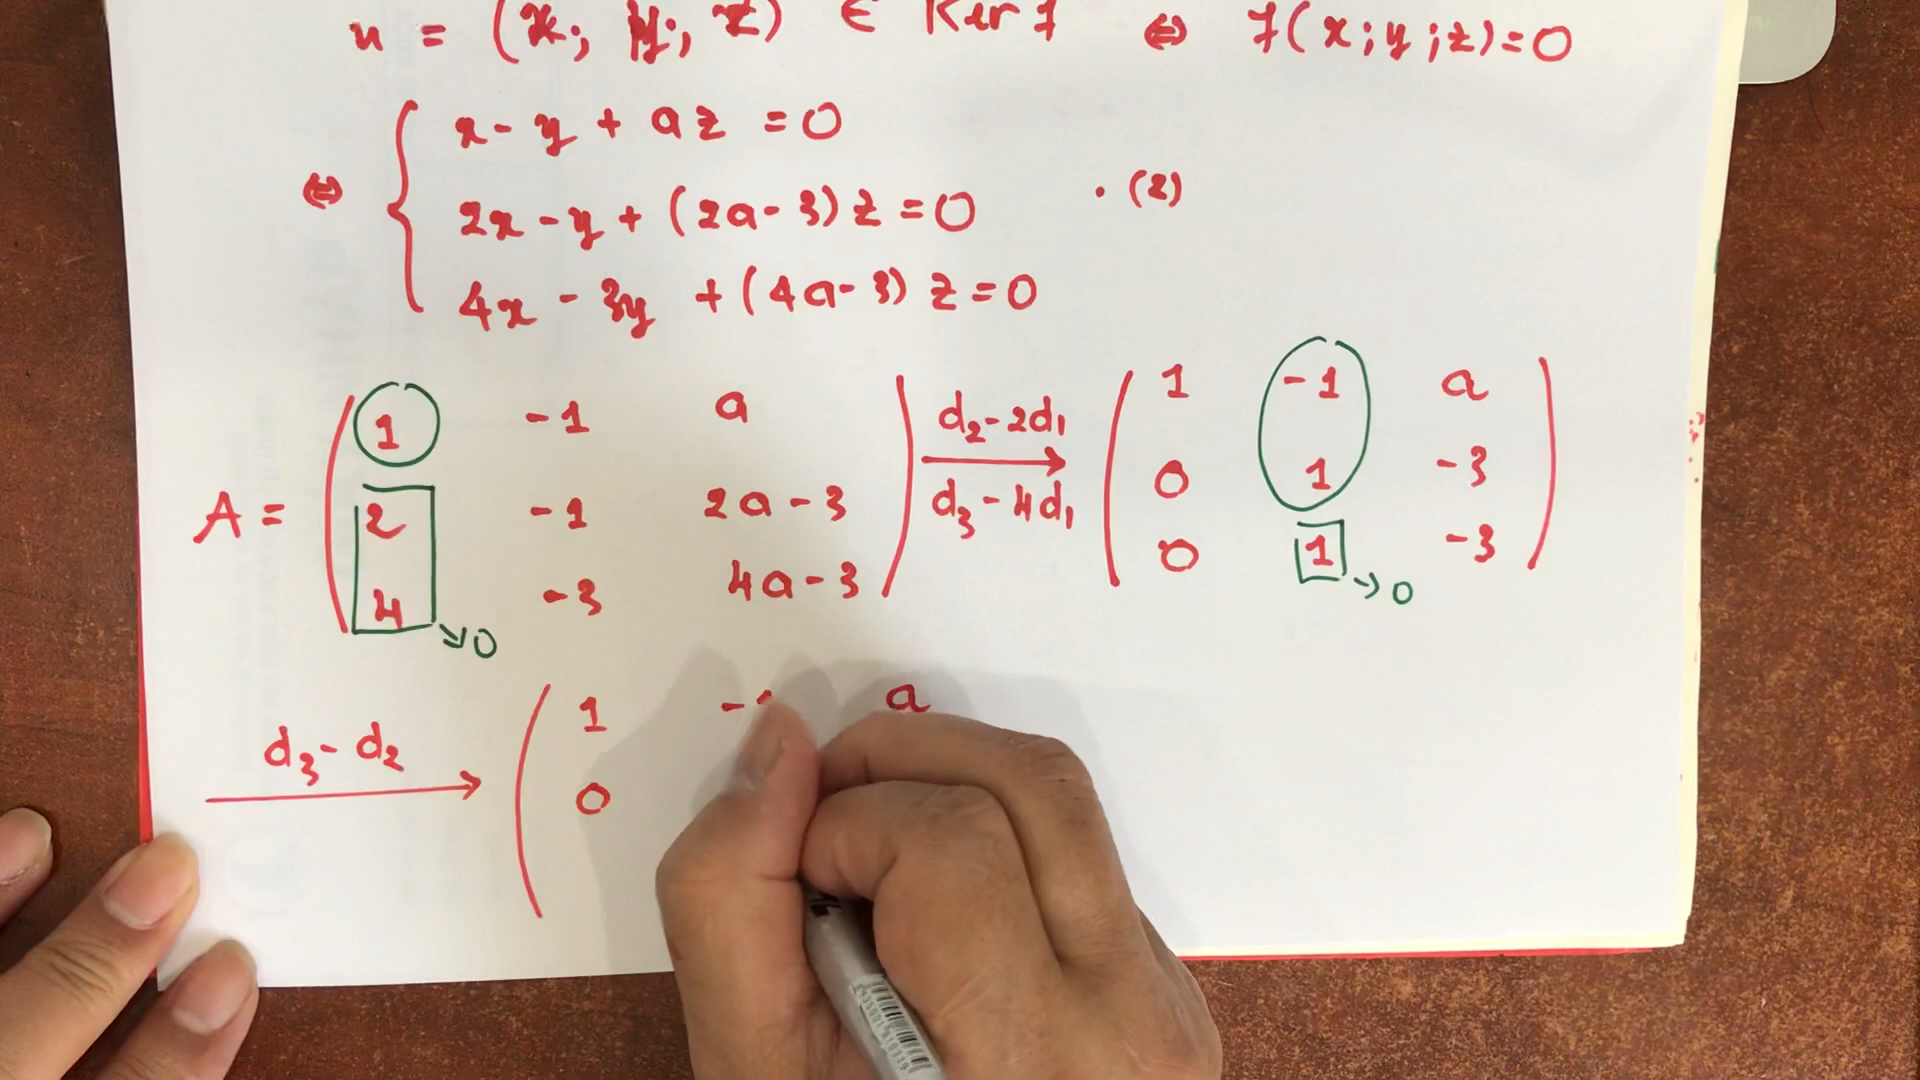 u = (x; y; z) ∈ Ker f ⇔ f(x; y; z) = 0
x - y + az = 0
⇔ 2x - y + (2a - 3)z = 0 . (2)
4x - 3y + (4a - 3)z = 0
1 -1 a d2 - 2d1 1 -1 a
A = 2 -1 2a - 3 d3 - 4d1 0 1 -3
4 -3 4a - 3 0 1 -3
→0 →0
d3 - d2 1 a
0